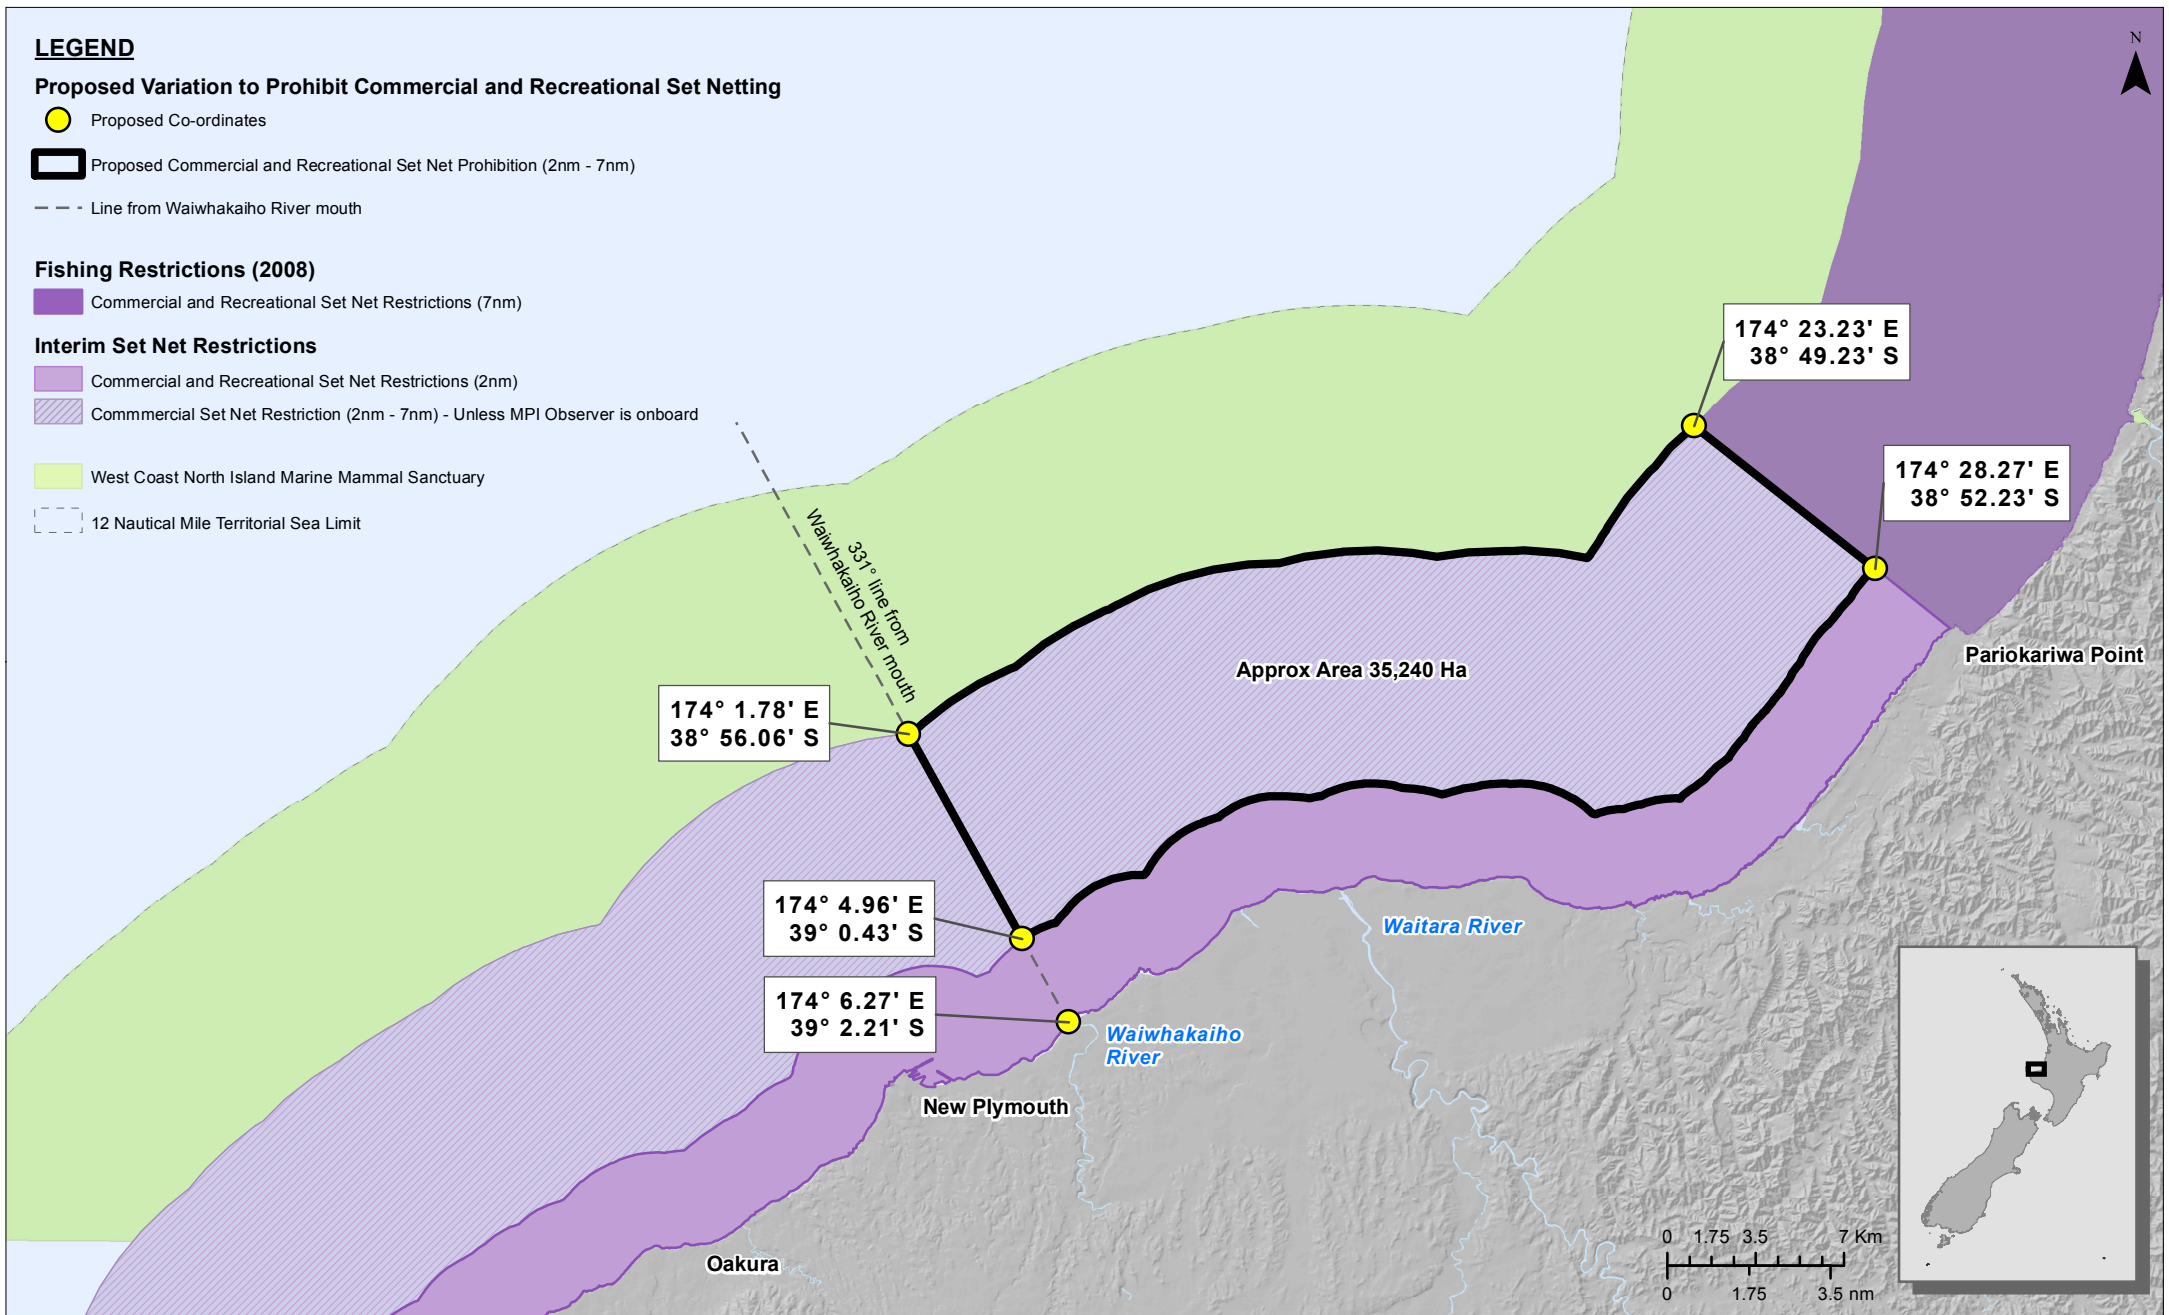 LEGEND
Proposed Variation to Prohibit Commercial and Recreational Set Netting
Proposed Co-ordinates
Proposed Commercial and Recreational Set Net Prohibition (2nm - 7nm)
Line from Waiwhakaiho River mouth
Fishing Restrictions (2008)
Commercial and Recreational Set Net Restrictions (7nm)
Interim Set Net Restrictions
Commercial and Recreational Set Net Restrictions (2nm)
Commmercial Set Net Restriction (2nm - 7nm) - Unless MPI Observer is onboard
West Coast North Island Marine Mammal Sanctuary
12 Nautical Mile Territorial Sea Limit
N
174° 23.23' E
38° 49.23' S
174° 28.27' E
38° 52.23' S
331° line from
Waiwhakaiho River mouth
Approx Area 35,240 Ha
Pariokariwa Point
174° 1.78' E
38° 56.06' S
174° 4.96' E
39° 0.43' S
174° 6.27' E
39° 2.21' S
Waitara River
Waiwhakaiho
River
New Plymouth
Oakura
0 1.75 3.5 7 Km
0 1.75 3.5 nm